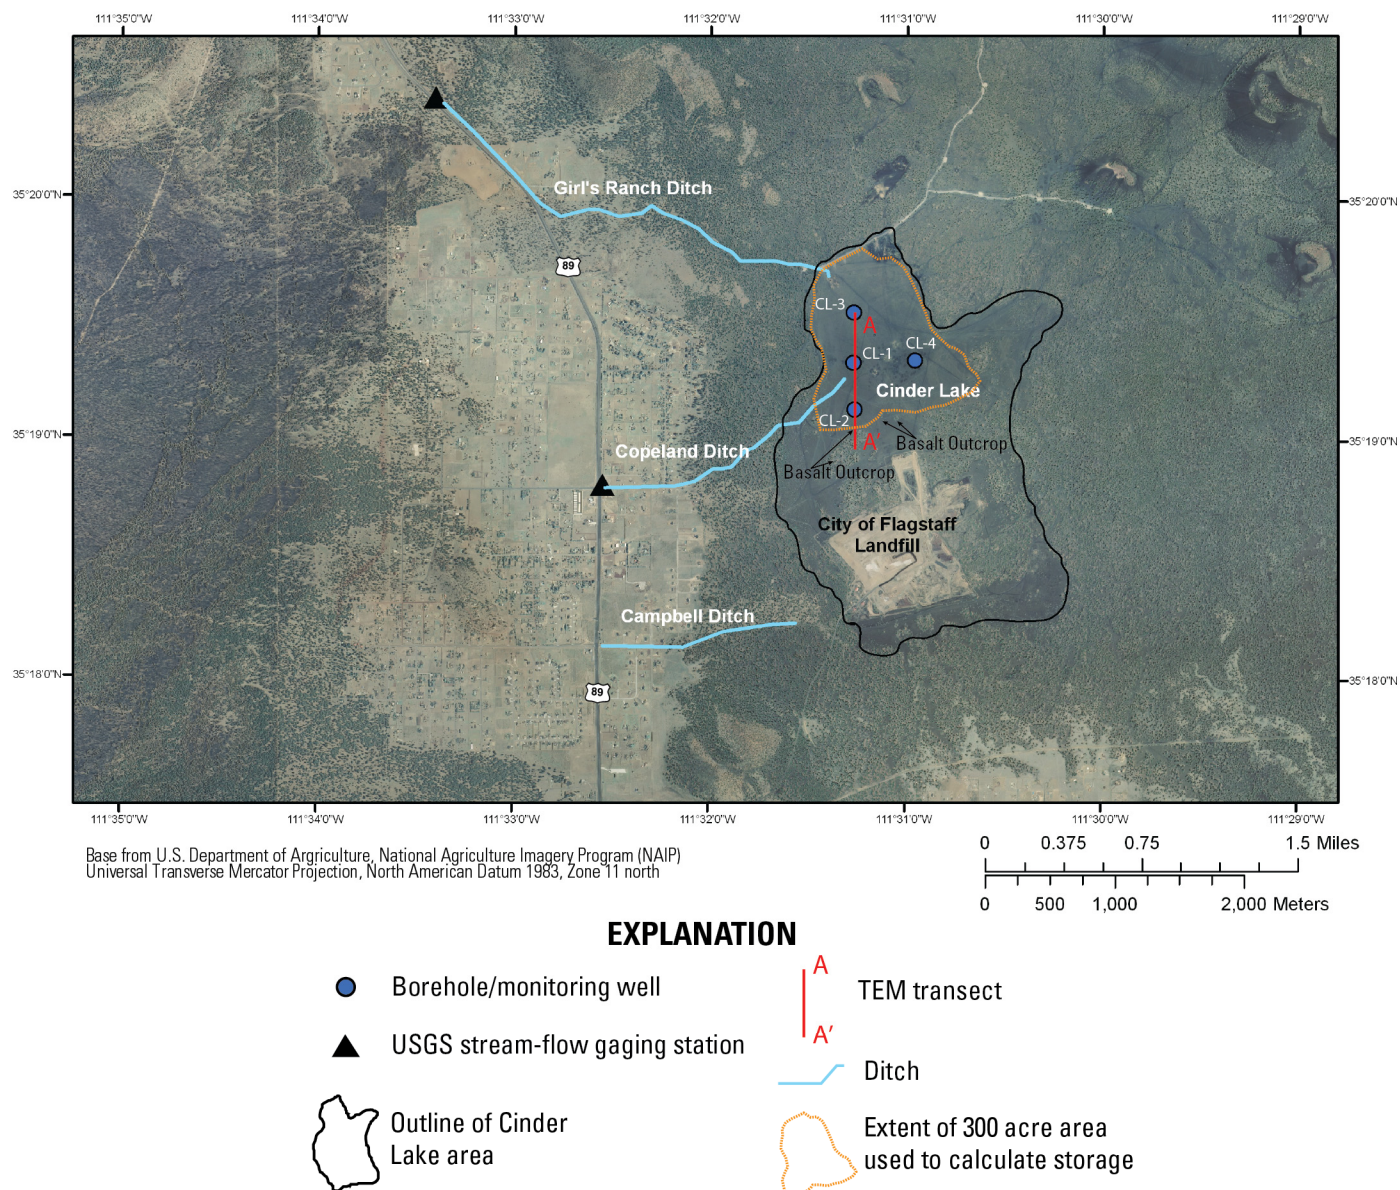 111°35'0"W 111°34'0"W 111°33'0"W 111°32'0"W 111°31'0"W 111°30'0"W 111°29'0"W
Girl's Ranch Ditch
35°20'0"N 35°20'0"N
89
CL-3
A
CL-1 CL-4
Cinder Lake
CL-2
35°19'0"N A' Basalt Outcrop 35°19'0"N
Copeland Ditch
Basalt Outcrop
City of Flagstaff
Landfill
Campbell Ditch
35°18'0"N 35°18'0"N
89
111°35'0"W 111°34'0"W 111°33'0"W 111°32'0"W 111°31'0"W 111°30'0"W 111°29'0"W
Base from U.S. Department of Argriculture, National Agriculture Imagery Program (NAIP)
Universal Transverse Mercator Projection, North American Datum 1983, Zone 11 north
0 0.375 0.75 1.5 Miles
0 500 1,000 2,000 Meters
EXPLANATION
Borehole/monitoring well
USGS stream-flow gaging station
Outline of Cinder
Lake area
A
TEM transect
A'
Ditch
Extent of 300 acre area
used to calculate storage